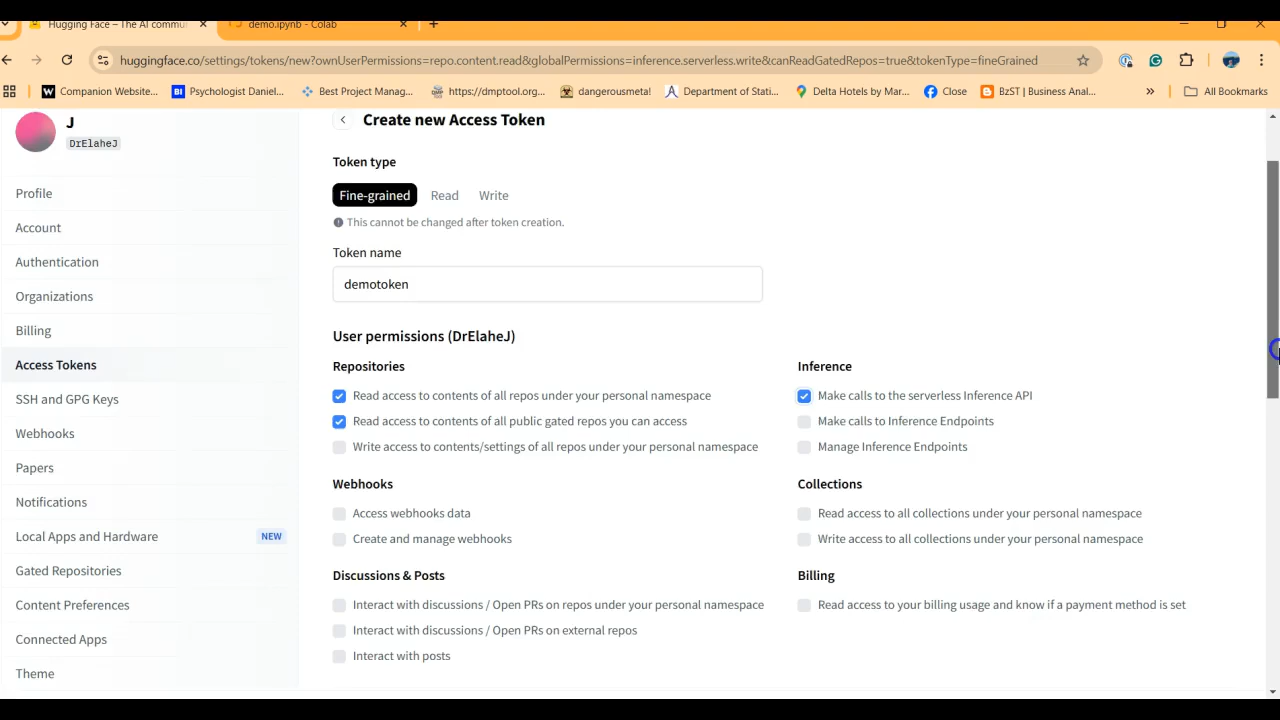 Hugging Face – The AI commu
demo.ipynb - Colab
huggingface.co/settings/tokens/new?ownUserPermissions=repo.content.read&globalPermissions=inference.serverless.write&canReadGatedRepos=true&tokenType=fineGrained
Companion Website... Psychologist Daniel... Best Project Manag... https://dmptool.org... dangerousmeta! Department of Stati... Delta Hotels by Mar... Close BzST | Business Anal... » All Bookmarks
J
DrElaheJ
Profile
Account
Authentication
Organizations
Billing
Access Tokens
SSH and GPG Keys
Webhooks
Papers
Notifications
Local Apps and Hardware NEW
Gated Repositories
Content Preferences
Connected Apps
Theme
Create new Access Token
Token type
Fine-grained Read Write
This cannot be changed after token creation.
Token name
demotoken
User permissions (DrElaheJ)
Repositories
Read access to contents of all repos under your personal namespace
Read access to contents of all public gated repos you can access
Write access to contents/settings of all repos under your personal namespace
Inference
Make calls to the serverless Inference API
Make calls to Inference Endpoints
Manage Inference Endpoints
Webhooks
Access webhooks data
Create and manage webhooks
Collections
Read access to all collections under your personal namespace
Write access to all collections under your personal namespace
Discussions & Posts
Interact with discussions / Open PRs on repos under your personal namespace
Interact with discussions / Open PRs on external repos
Interact with posts
Billing
Read access to your billing usage and know if a payment method is set